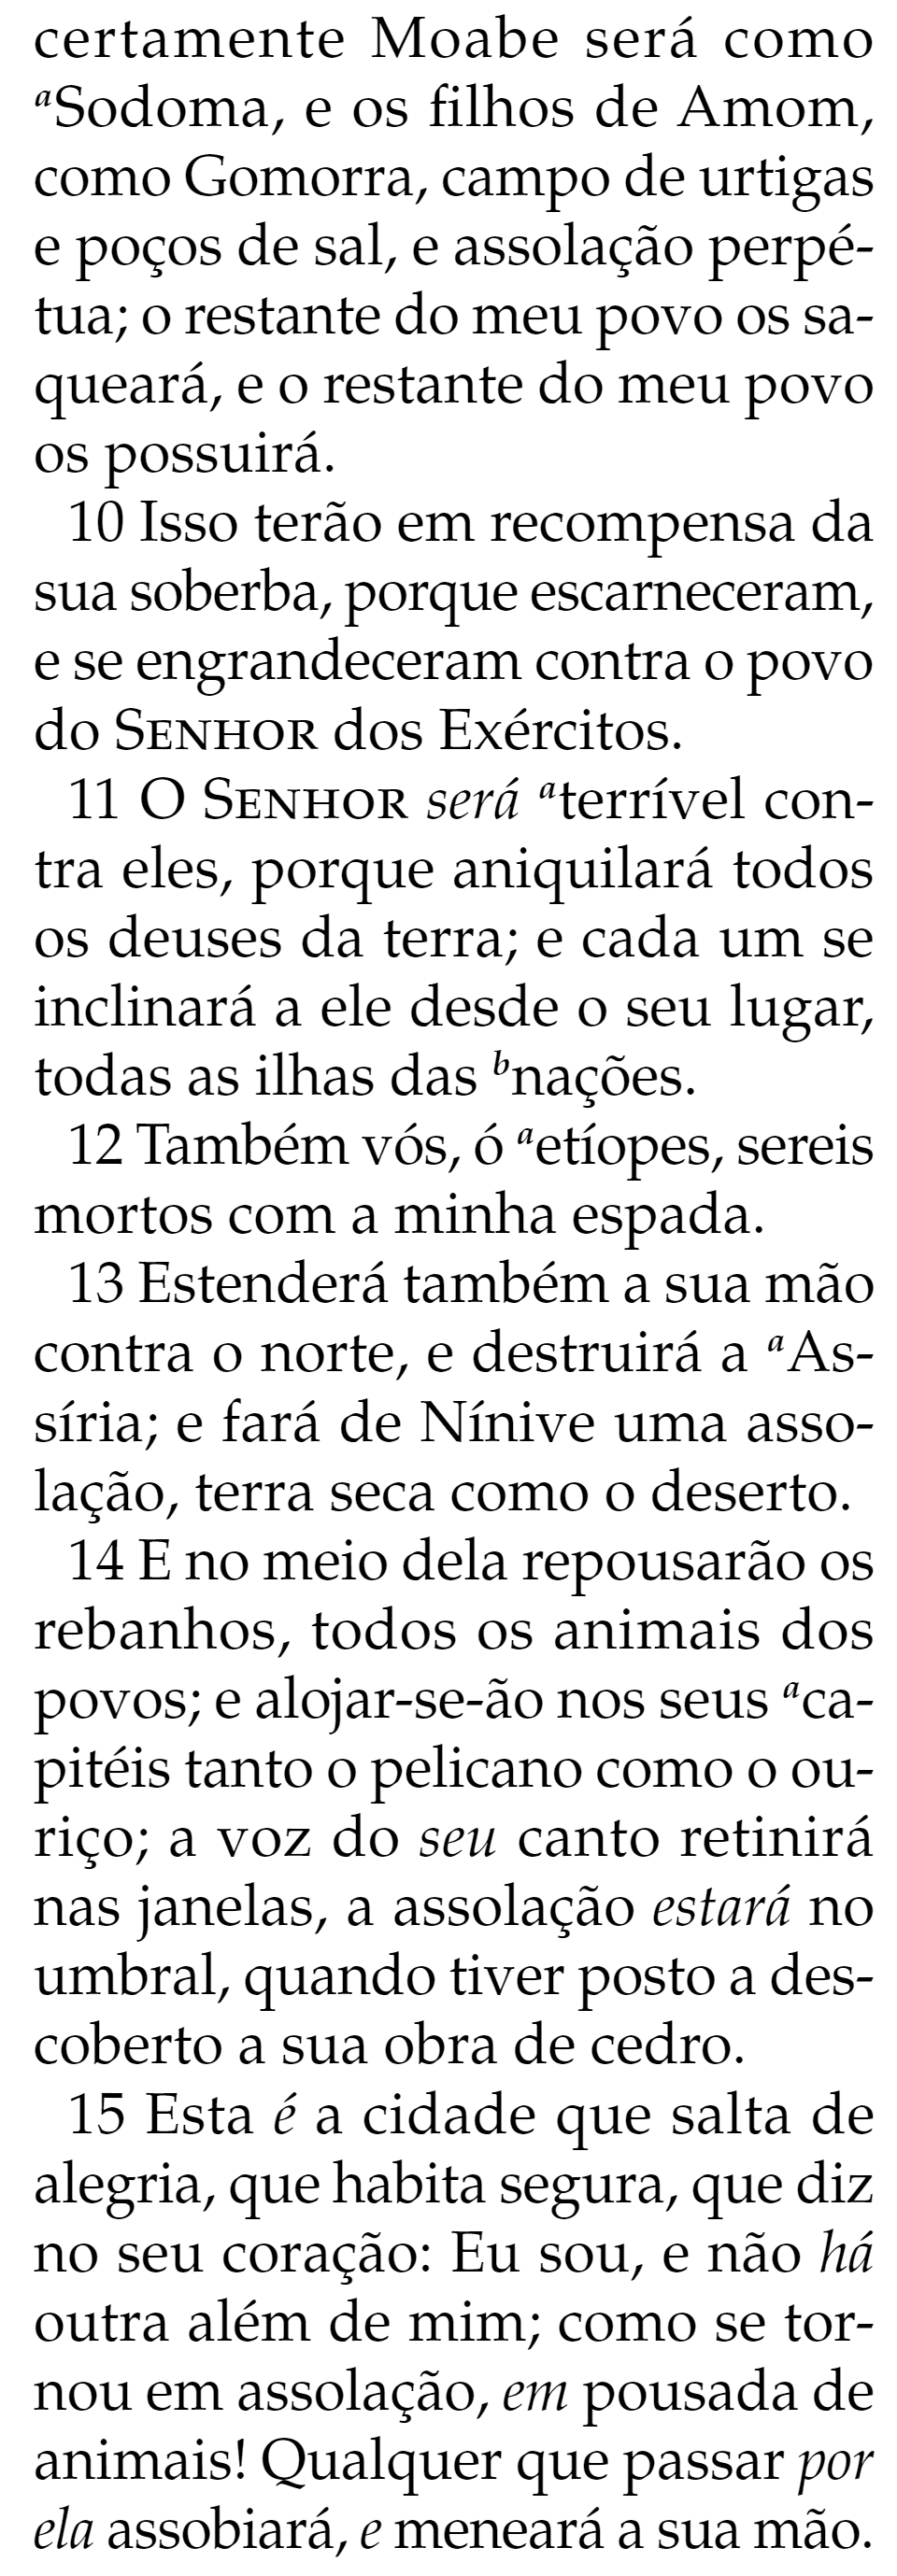 certamente Moabe será como
aSodoma, e os filhos de Amom,
como Gomorra, campo de urtigas
e poços de sal, e assolação perpé-
tua; o restante do meu povo os sa-
queará, e o restante do meu povo
os possuirá.
10 Isso terão em recompensa da
sua soberba, porque escarneceram,
e se engrandeceram contra o povo
do SENHOR dos Exércitos.
11 O SENHOR será aterrível con-
tra eles, porque aniquilará todos
os deuses da terra; e cada um se
inclinará a ele desde o seu lugar,
todas as ilhas das bnações.
12 Também vós, ó aetíopes, sereis
mortos com a minha espada.
13 Estenderá também a sua mão
contra o norte, e destruirá a aAs-
síria; e fará de Nínive uma asso-
lação, terra seca como o deserto.
14 E no meio dela repousarão os
rebanhos, todos os animais dos
povos; e alojar-se-ão nos seus aca-
pitéis tanto o pelicano como o ou-
riço; a voz do seu canto retinirá
nas janelas, a assolação estará no
umbral, quando tiver posto a des-
coberto a sua obra de cedro.
15 Esta é a cidade que salta de
alegria, que habita segura, que diz
no seu coração: Eu sou, e não há
outra além de mim; como se tor-
nou em assolação, em pousada de
animais! Qualquer que passar por
ela assobiará, e meneará a sua mão.